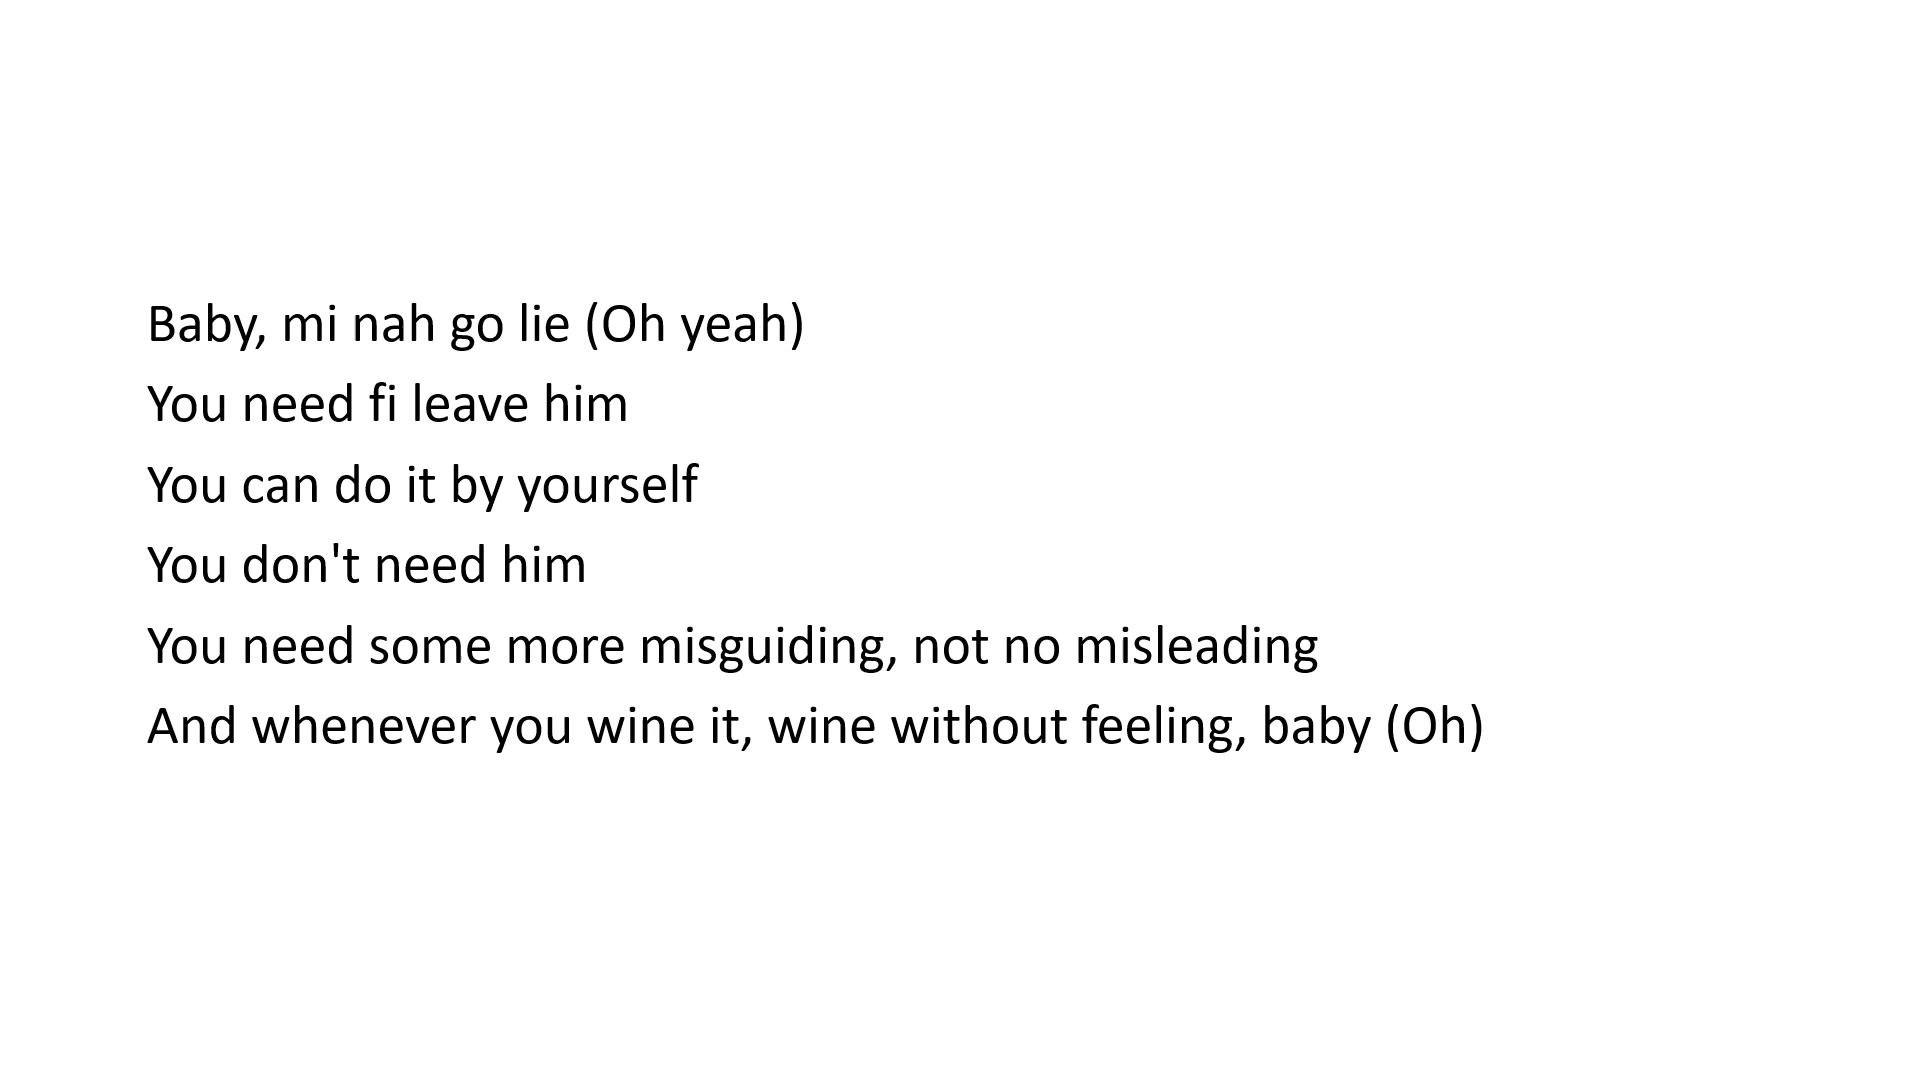 Baby, mi nah go lie (Oh yeah)
You need fi leave him
You can do it by yourself
You don't need him
You need some more misguiding, not no misleading
And whenever you wine it, wine without feeling, baby (Oh)